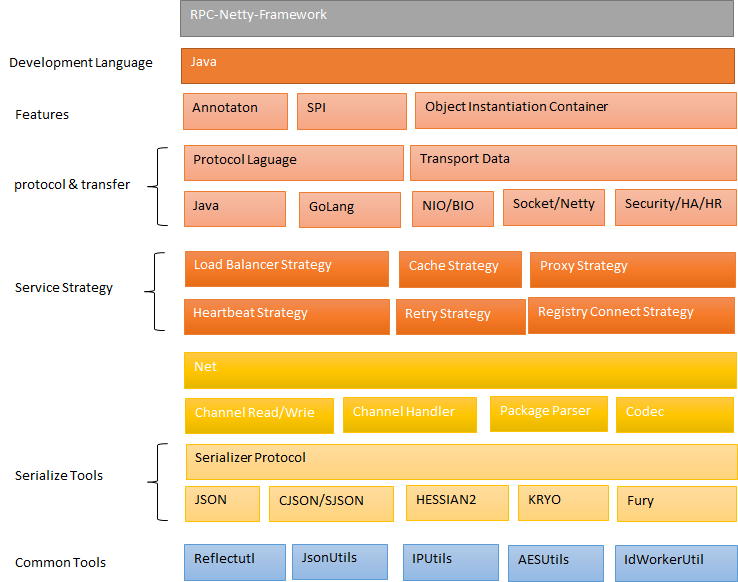 RPC-Netty-Framework
Development Language
Java
Features
Annotaton
SPI
Object Instantiation Container
protocol & transfer
Protocol Laguage
Transport Data
Java
GoLang
NIO/BIO
Socket/Netty
Security/HA/HR
Service Strategy
Load Balancer Strategy
Cache Strategy
Proxy Strategy
Heartbeat Strategy
Retry Strategy
Registry Connect Strategy
Net
Channel Read/Wrie
Channel Handler
Package Parser
Codec
Serialize Tools
Serializer Protocol
JSON
CJSON/SJSON
HESSIAN2
KRYO
Fury
Common Tools
Reflectutl
JsonUtils
IPUtils
AESUtils
IdWorkerUtil